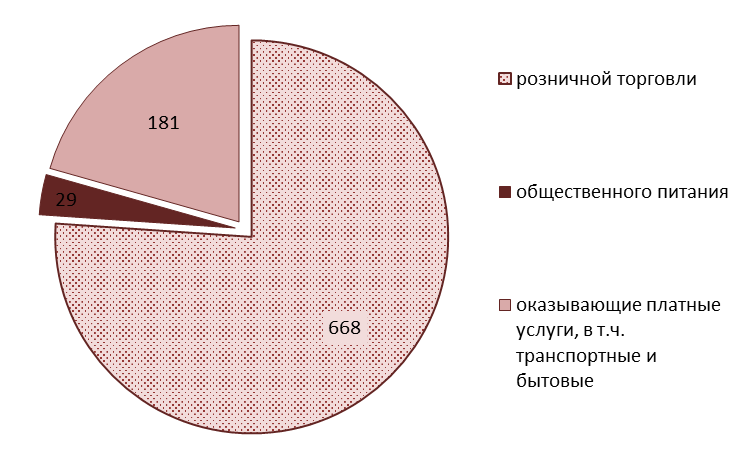 181
29
668
розничной торговли
общественного питания
оказывающие платные
услуги, в т.ч.
транспортные и
бытовые